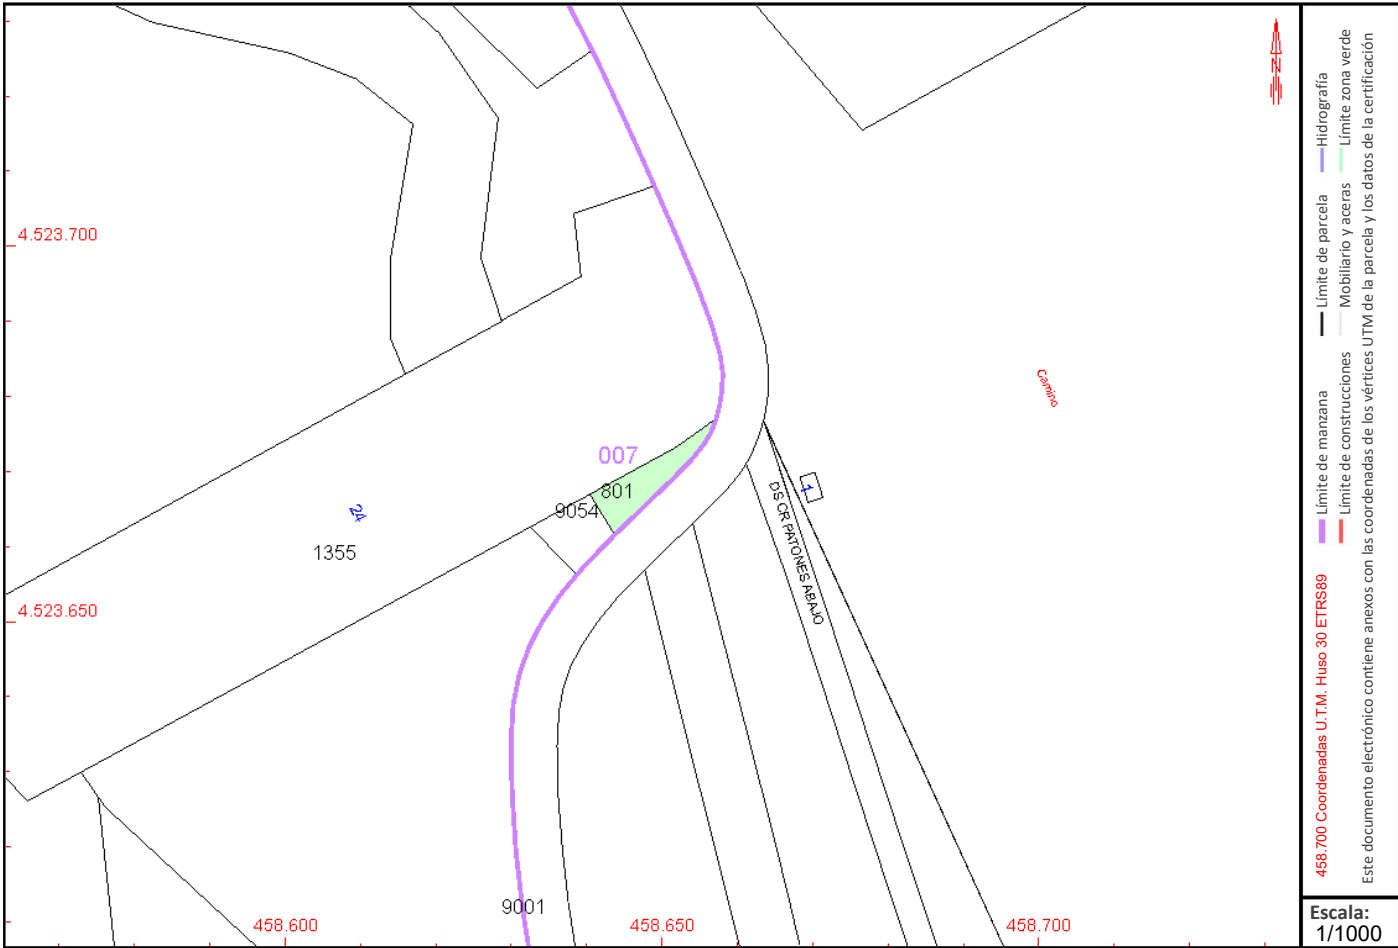 4.523.700
Camino
007
801
9054
24
1355
1
DS CR PATONES ABAJO
4.523.650
9001
458.600
458.650
458.700
N
Hidrografía
Límite zona verde
Límite de parcela
Mobiliario y aceras
Límite de manzana
Límite de construcciones
458.700 Coordenadas U.T.M. Huso 30 ETRS89
Este documento electrónico contiene anexos con las coordenadas de los vértices UTM de la parcela y los datos de la certificación
Escala:
1/1000